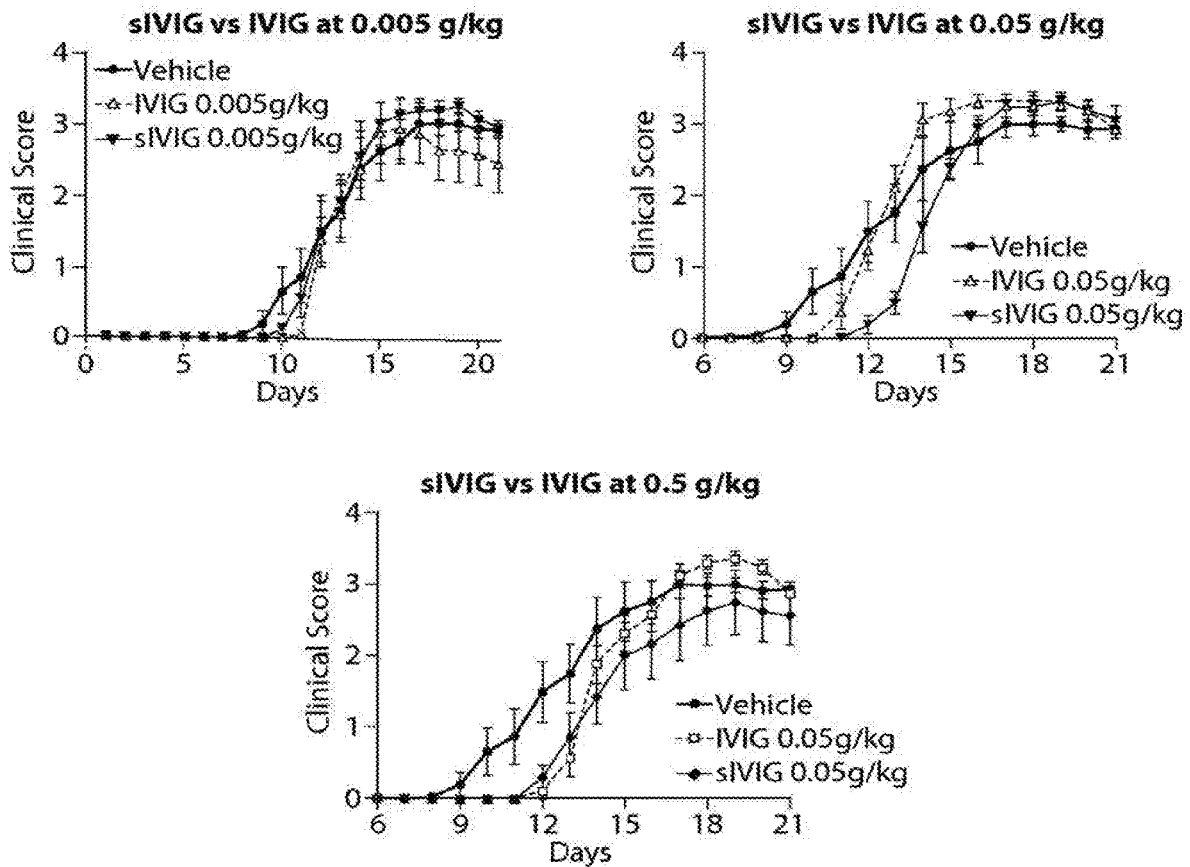 sIVIG vs IVIG at 0.005 g/kg
4
3
2
1
0
Clinical Score
Vehicle
IVIG 0.005g/kg
sIVIG 0.005g/kg
0 5 10 15 20
Days
sIVIG vs IVIG at 0.05 g/kg
4
3
2
1
0
Clinical Score
Vehicle
IVIG 0.05g/kg
sIVIG 0.05g/kg
6 9 12 15 18 21
Days
sIVIG vs IVIG at 0.5 g/kg
4
3
2
1
0
Clinical Score
Vehicle
IVIG 0.05g/kg
sIVIG 0.05g/kg
6 9 12 15 18 21
Days